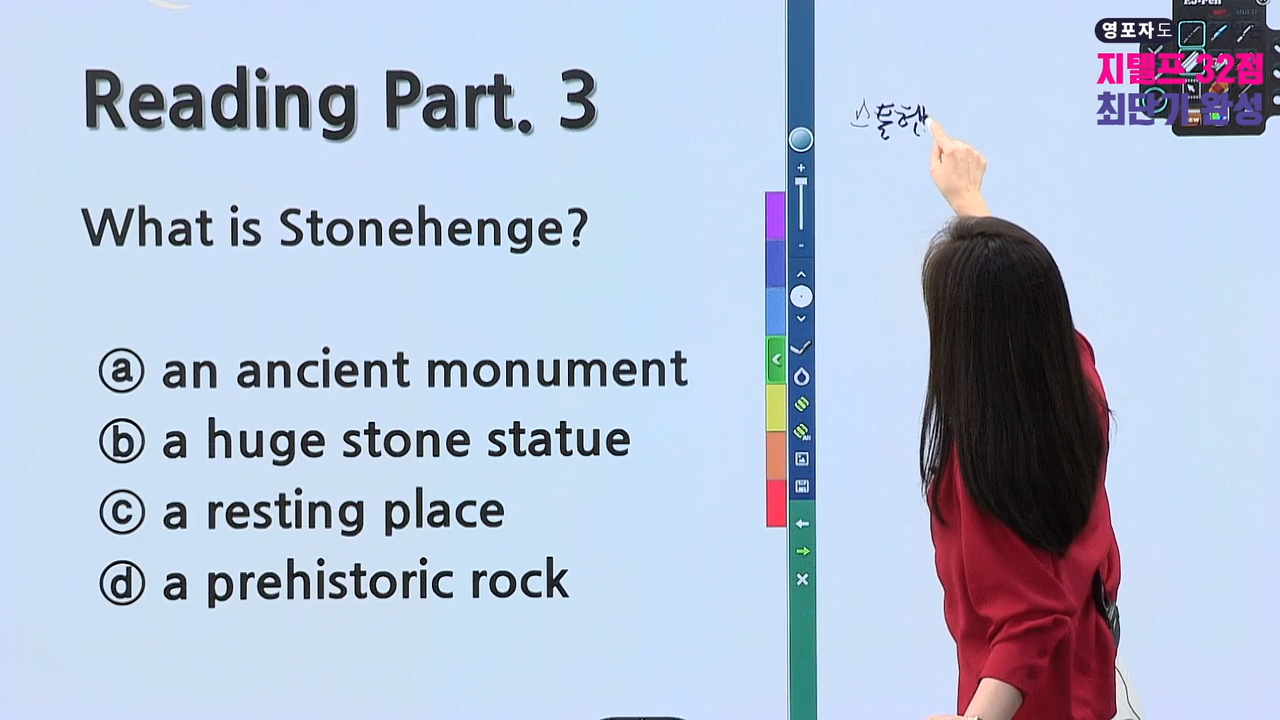 Reading Part. 3
What is Stonehenge?
ⓐ an ancient monument
ⓑ a huge stone statue
ⓒ a resting place
ⓓ a prehistoric rock
스톨헨
영포자도
지텔프 32점
최단기 완성